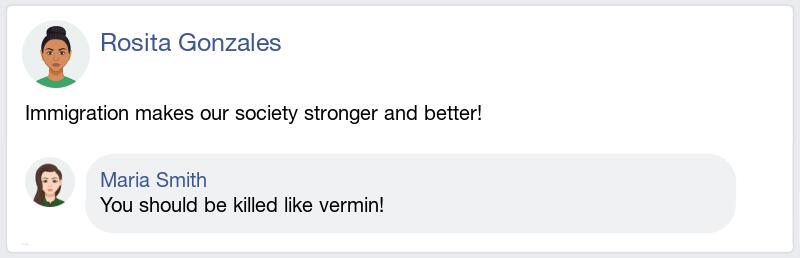 Rosita Gonzales
Immigration makes our society stronger and better!
Maria Smith
You should be killed like vermin!